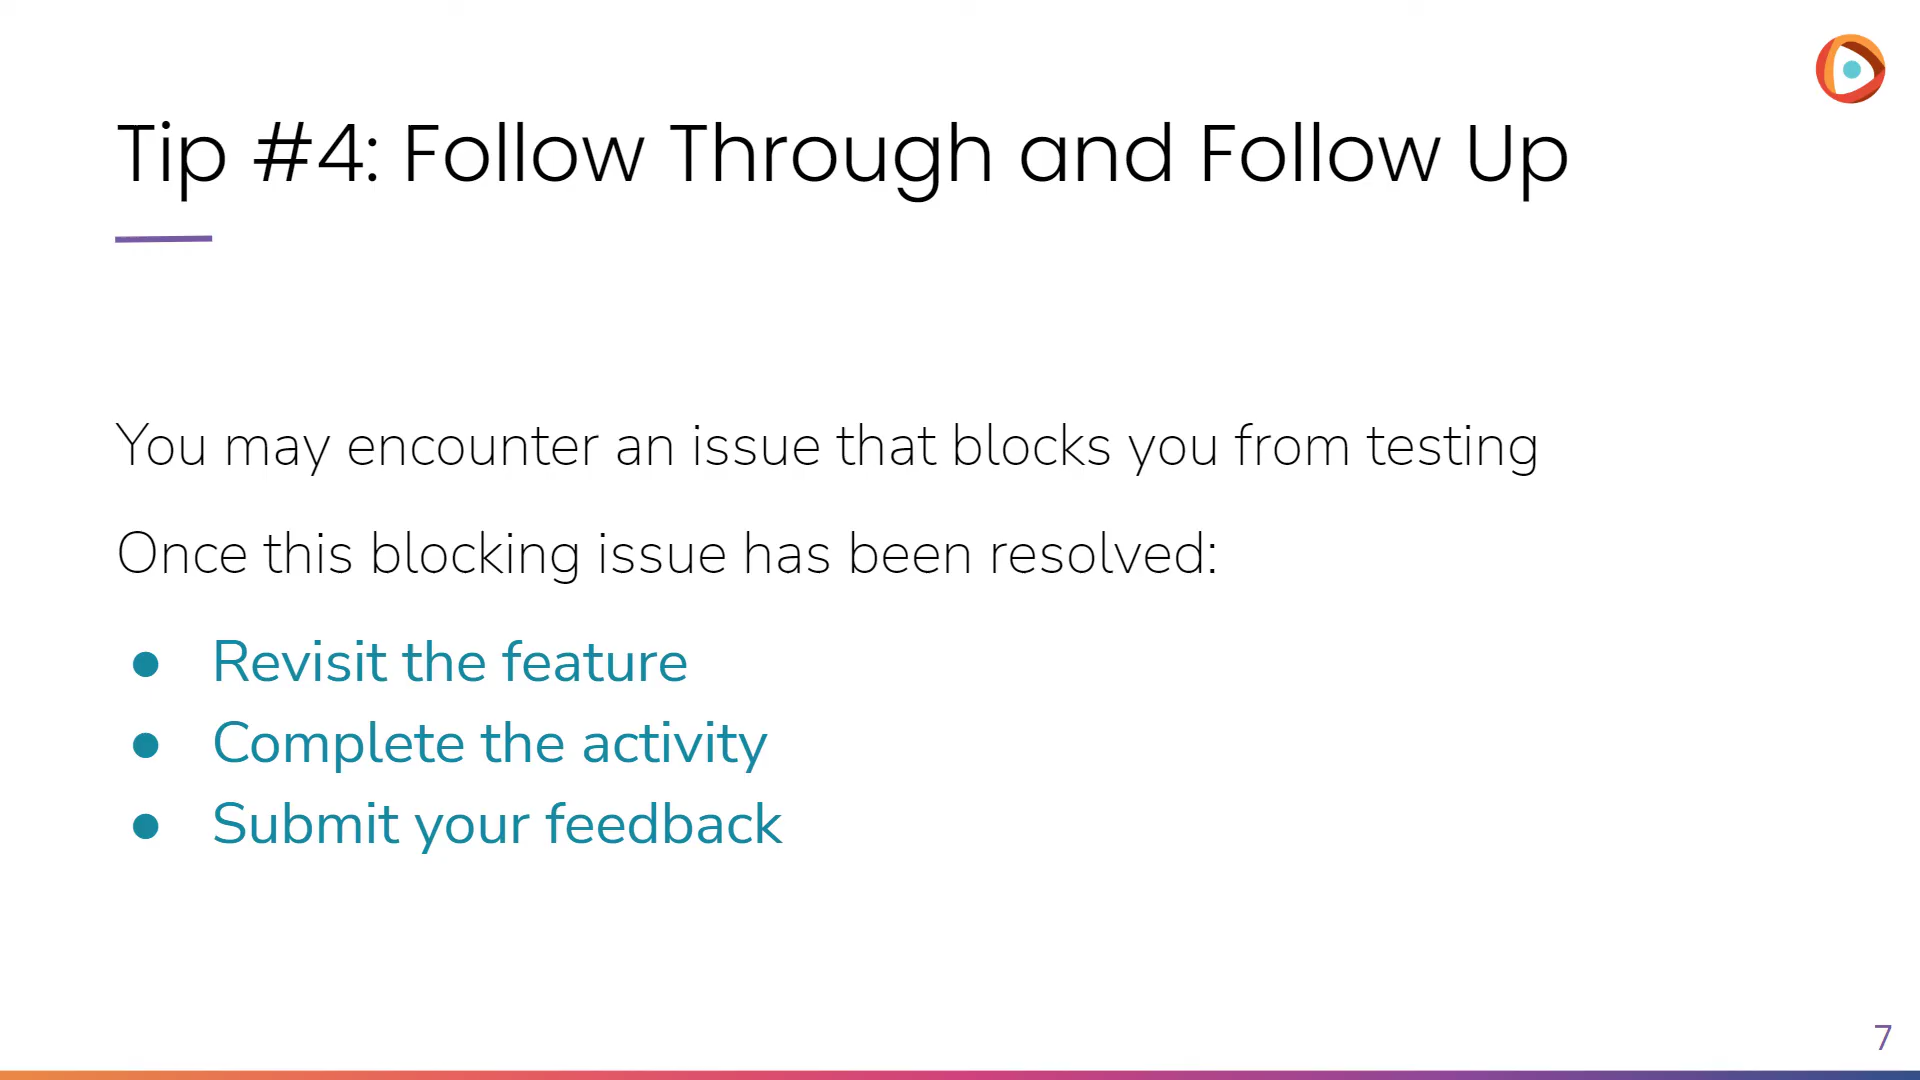 Tip #4: Follow Through and Follow Up
You may encounter an issue that blocks you from testing
Once this blocking issue has been resolved:
● Revisit the feature
● Complete the activity
● Submit your feedback
7